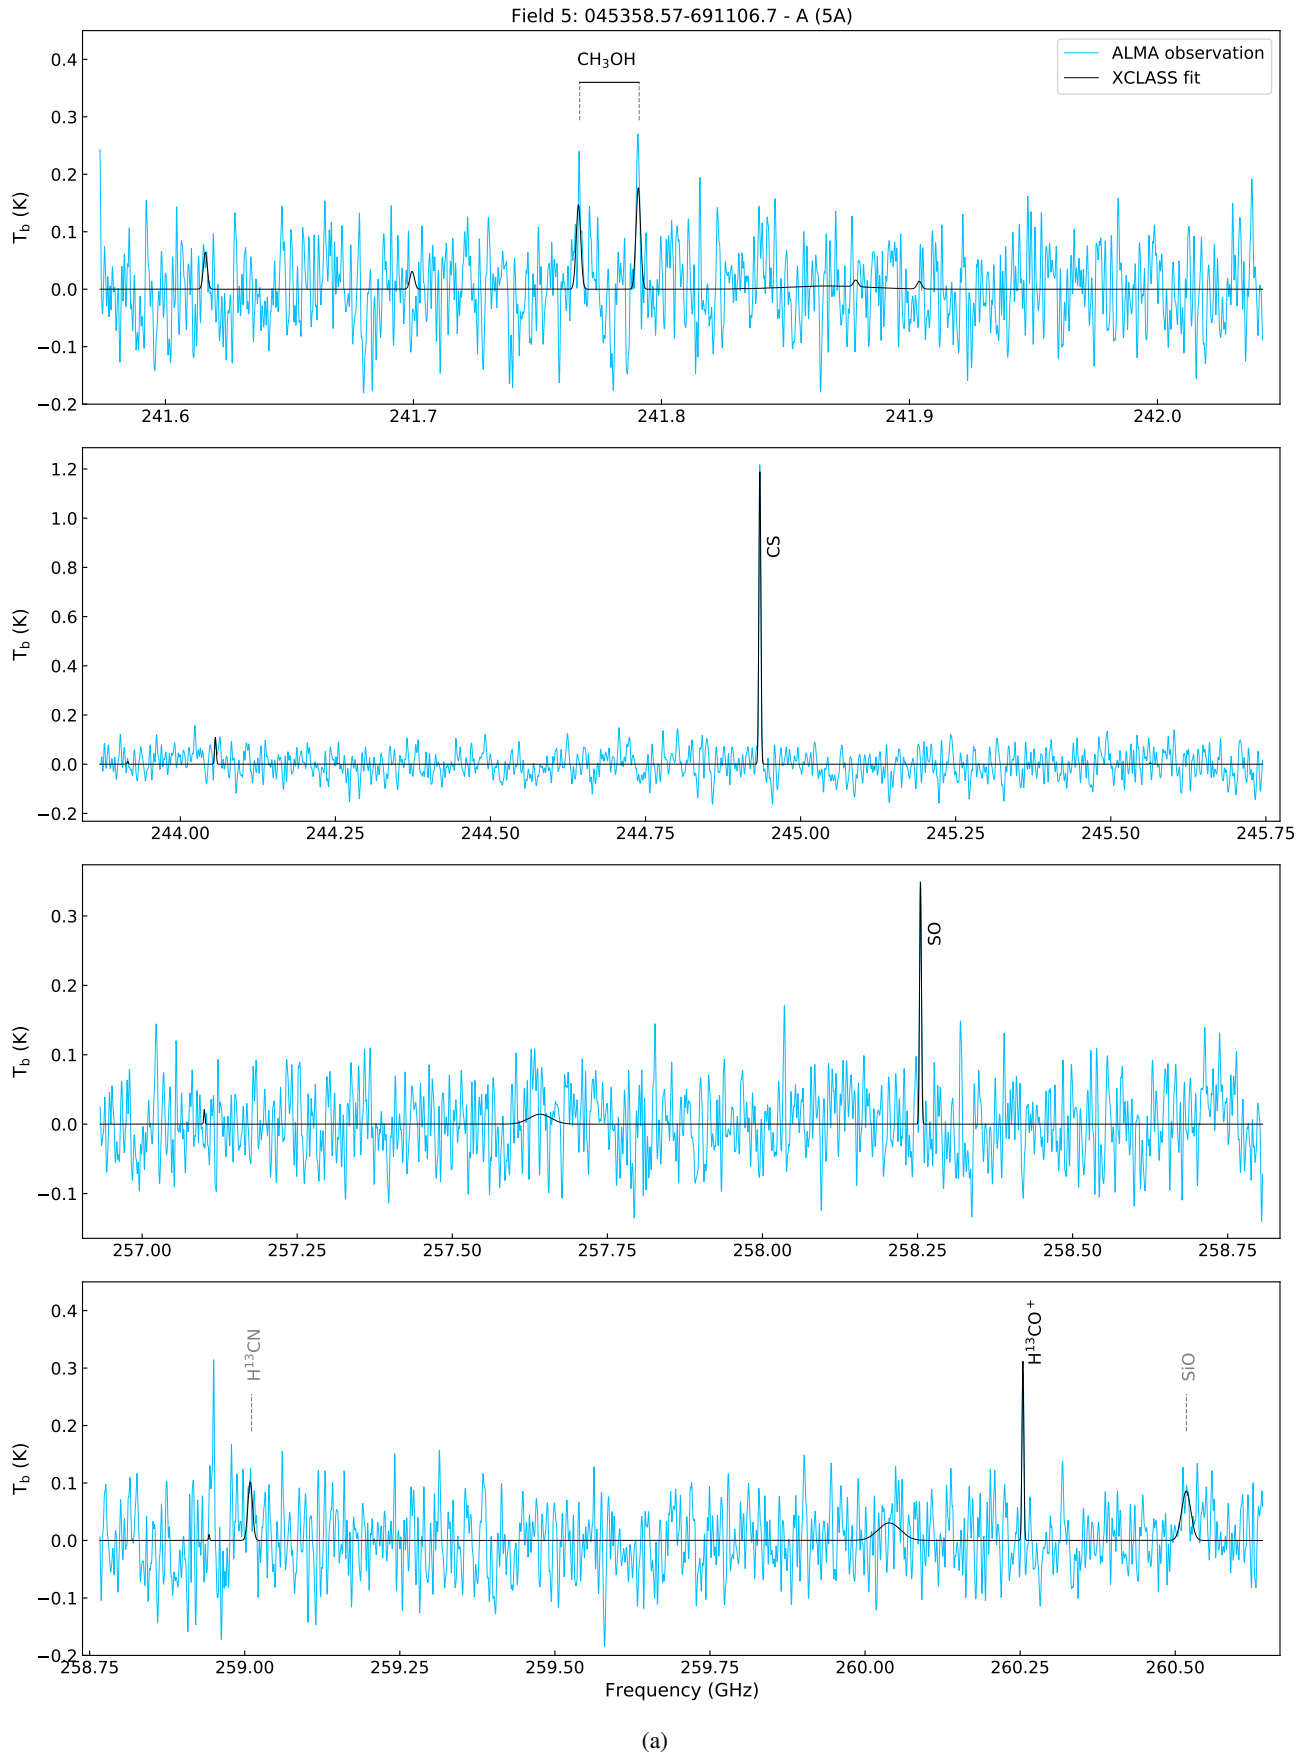 Field 5: 045358.57-691106.7 - A (5A)
CH₃OH
ALMA observation
XCLASS fit
T_b (K)
0.4
0.3
0.2
0.1
0.0
−0.1
−0.2
241.6 241.7 241.8 241.9 242.0
CS
T_b (K)
1.2
1.0
0.8
0.6
0.4
0.2
0.0
−0.2
244.00 244.25 244.50 244.75 245.00 245.25 245.50 245.75
SO
T_b (K)
0.3
0.2
0.1
0.0
−0.1
257.00 257.25 257.50 257.75 258.00 258.25 258.50 258.75
H¹³CN
H¹³CO⁺
SiO
T_b (K)
0.4
0.3
0.2
0.1
0.0
−0.1
−0.2
258.75 259.00 259.25 259.50 259.75 260.00 260.25 260.50
Frequency (GHz)
(a)